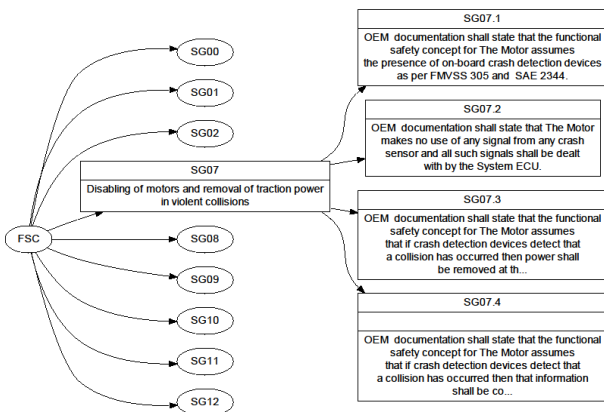 FSC
SG00
SG01
SG02
SG07
Disabling of motors and removal of traction power
in violent collisions
SG08
SG09
SG10
SG11
SG12
SG07.1
OEM documentation shall state that the functional
safety concept for The Motor assumes
the presence of on-board crash detection devices
as per FMVSS 305 and SAE 2344.
SG07.2
OEM documentation shall state that The Motor
makes no use of any signal from any crash
sensor and all such signals shall be dealt
with by the System ECU.
SG07.3
OEM documentation shall state that the functional
safety concept for The Motor assumes
that if crash detection devices detect that
a collision has occurred then power shall
be removed at th...
SG07.4
OEM documentation shall state that the functional
safety concept for The Motor assumes
that if crash detection devices detect that
a collision has occurred then that information
shall be co...